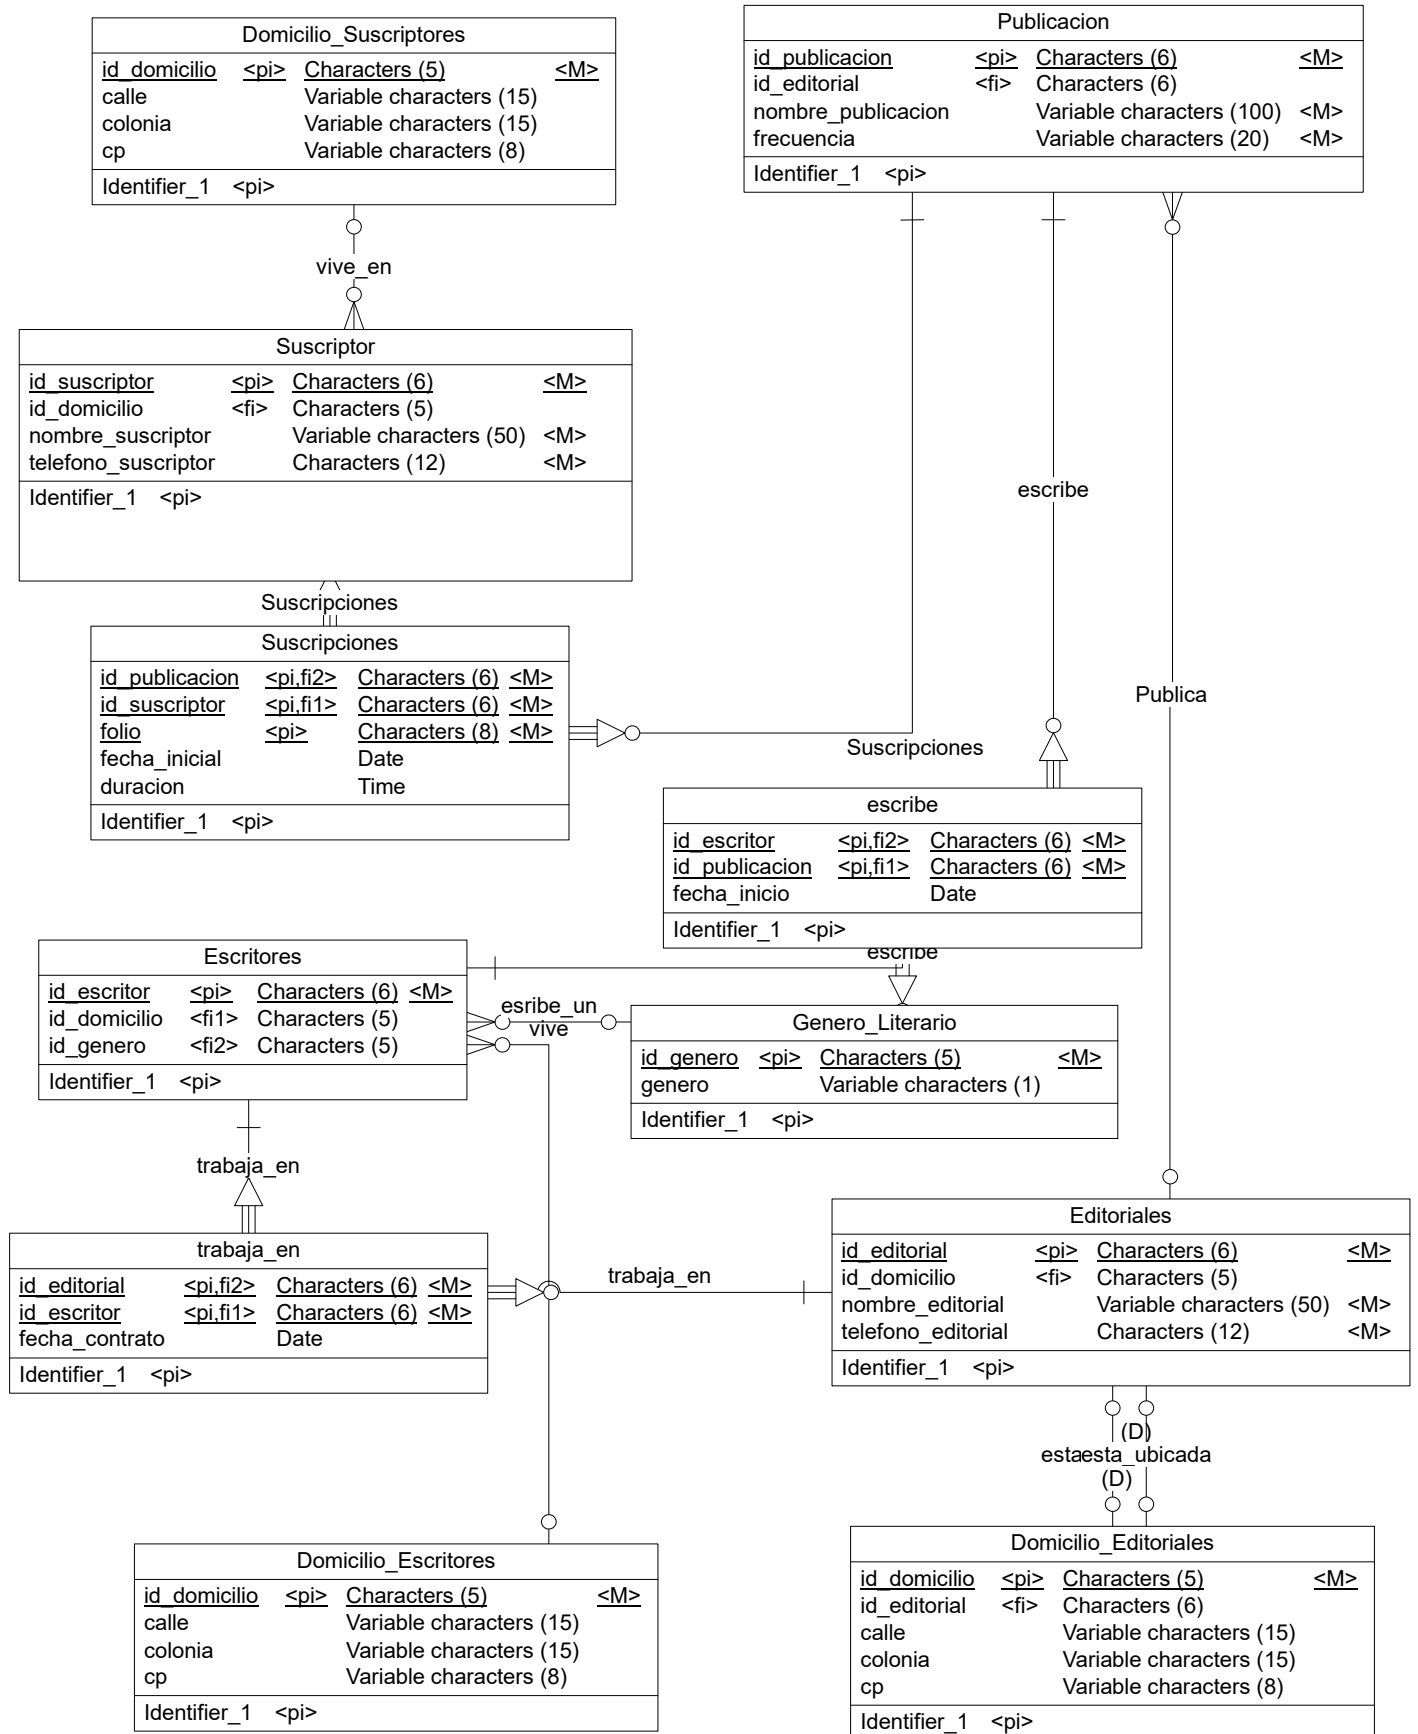 Domicilio_Suscriptores
id_domicilio <pi> Characters (5) <M>
calle Variable characters (15)
colonia Variable characters (15)
cp Variable characters (8)
Identifier_1 <pi>
Publicacion
id_publicacion <pi> Characters (6) <M>
id_editorial <fi> Characters (6)
nombre_publicacion Variable characters (100) <M>
frecuencia Variable characters (20) <M>
Identifier_1 <pi>
vive_en
Suscriptor
id_suscriptor <pi> Characters (6) <M>
id_domicilio <fi> Characters (5)
nombre_suscriptor Variable characters (50) <M>
telefono_suscriptor Characters (12) <M>
Identifier_1 <pi>
escribe
Suscripciones
Suscripciones
id_publicacion <pi,fi2> Characters (6) <M>
id_suscriptor <pi,fi1> Characters (6) <M>
folio <pi> Characters (8) <M>
fecha_inicial Date
duracion Time
Identifier_1 <pi>
Publica
Suscripciones
escribe
id_escritor <pi,fi2> Characters (6) <M>
id_publicacion <pi,fi1> Characters (6) <M>
fecha_inicio Date
Identifier_1 <pi>
escribe
Escritores
id_escritor <pi> Characters (6) <M>
id_domicilio <fi1> Characters (5)
id_genero <fi2> Characters (5)
Identifier_1 <pi>
esribe_un
vive
Genero_Literario
id_genero <pi> Characters (5) <M>
genero Variable characters (1)
Identifier_1 <pi>
trabaja_en
trabaja_en
id_editorial <pi,fi2> Characters (6) <M>
id_escritor <pi,fi1> Characters (6) <M>
fecha_contrato Date
Identifier_1 <pi>
trabaja_en
Editoriales
id_editorial <pi> Characters (6) <M>
id_domicilio <fi> Characters (5)
nombre_editorial Variable characters (50) <M>
telefono_editorial Characters (12) <M>
Identifier_1 <pi>
(D)
estaesta_ubicada
(D)
Domicilio_Escritores
id_domicilio <pi> Characters (5) <M>
calle Variable characters (15)
colonia Variable characters (15)
cp Variable characters (8)
Identifier_1 <pi>
Domicilio_Editoriales
id_domicilio <pi> Characters (5) <M>
id_editorial <fi> Characters (6)
calle Variable characters (15)
colonia Variable characters (15)
cp Variable characters (8)
Identifier_1 <pi>